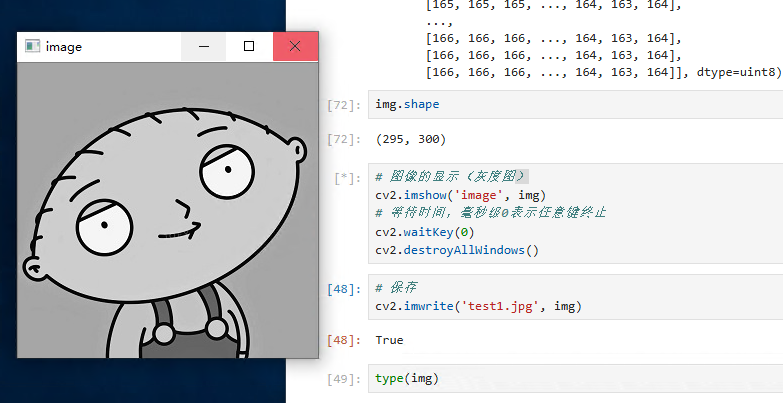 image
[165, 165, 165, ..., 164, 163, 164],
...,
[166, 166, 166, ..., 164, 163, 164],
[166, 166, 166, ..., 164, 163, 164],
[166, 166, 166, ..., 164, 163, 164]], dtype=uint8)
[72]: img.shape
[72]: (295, 300)
[*]: # 图像的显示（灰度图）
cv2.imshow('image', img)
# 等待时间，毫秒级0表示任意键终止
cv2.waitKey(0)
cv2.destroyAllWindows()
[48]: # 保存
cv2.imwrite('test1.jpg', img)
[48]: True
[49]: type(img)